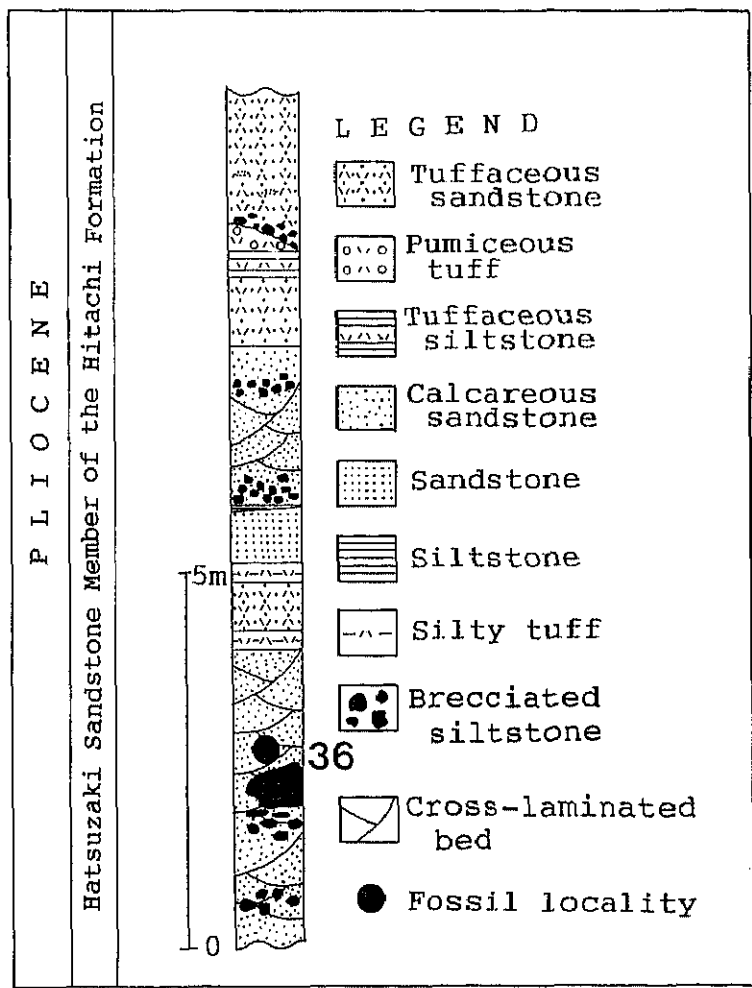 PLIOCENE
Hatsuzaki Sandstone Member of the Hitachi Formation
LEGEND
Tuffaceous
sandstone
Pumiceous
tuff
Tuffaceous
siltstone
Calcareous
sandstone
Sandstone
Siltstone
5m
Silty tuff
Brecciated
siltstone
36
Cross-laminated
bed
Fossil locality
0